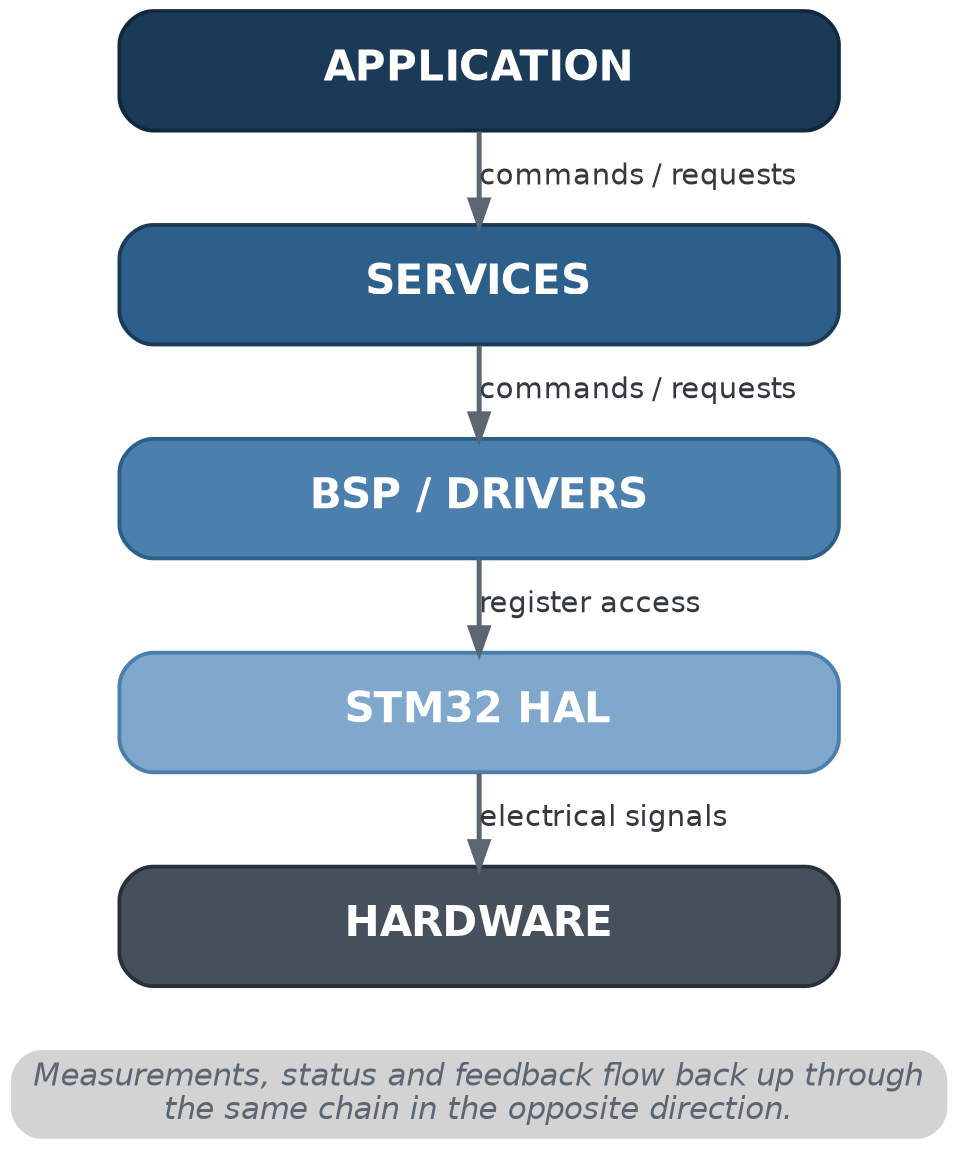 APPLICATION
commands / requests
SERVICES
commands / requests
BSP / DRIVERS
register access
STM32 HAL
electrical signals
HARDWARE
Measurements, status and feedback flow back up through
the same chain in the opposite direction.